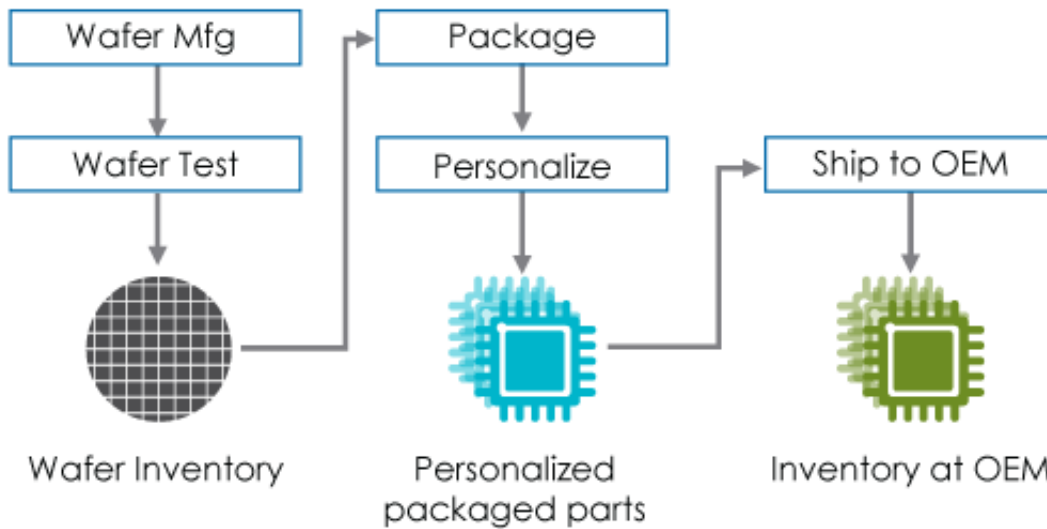 Wafer Mfg
Wafer Test
Wafer Inventory
Package
Personalize
Personalized
packaged parts
Ship to OEM
Inventory at OEM